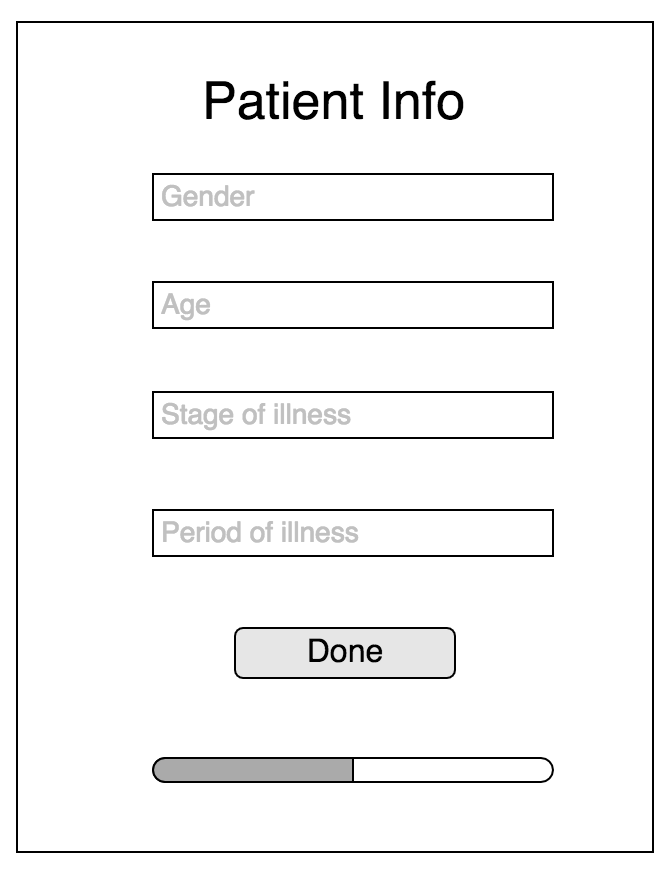 Patient Info
Gender
Age
Stage of illness
Period of illness
Done